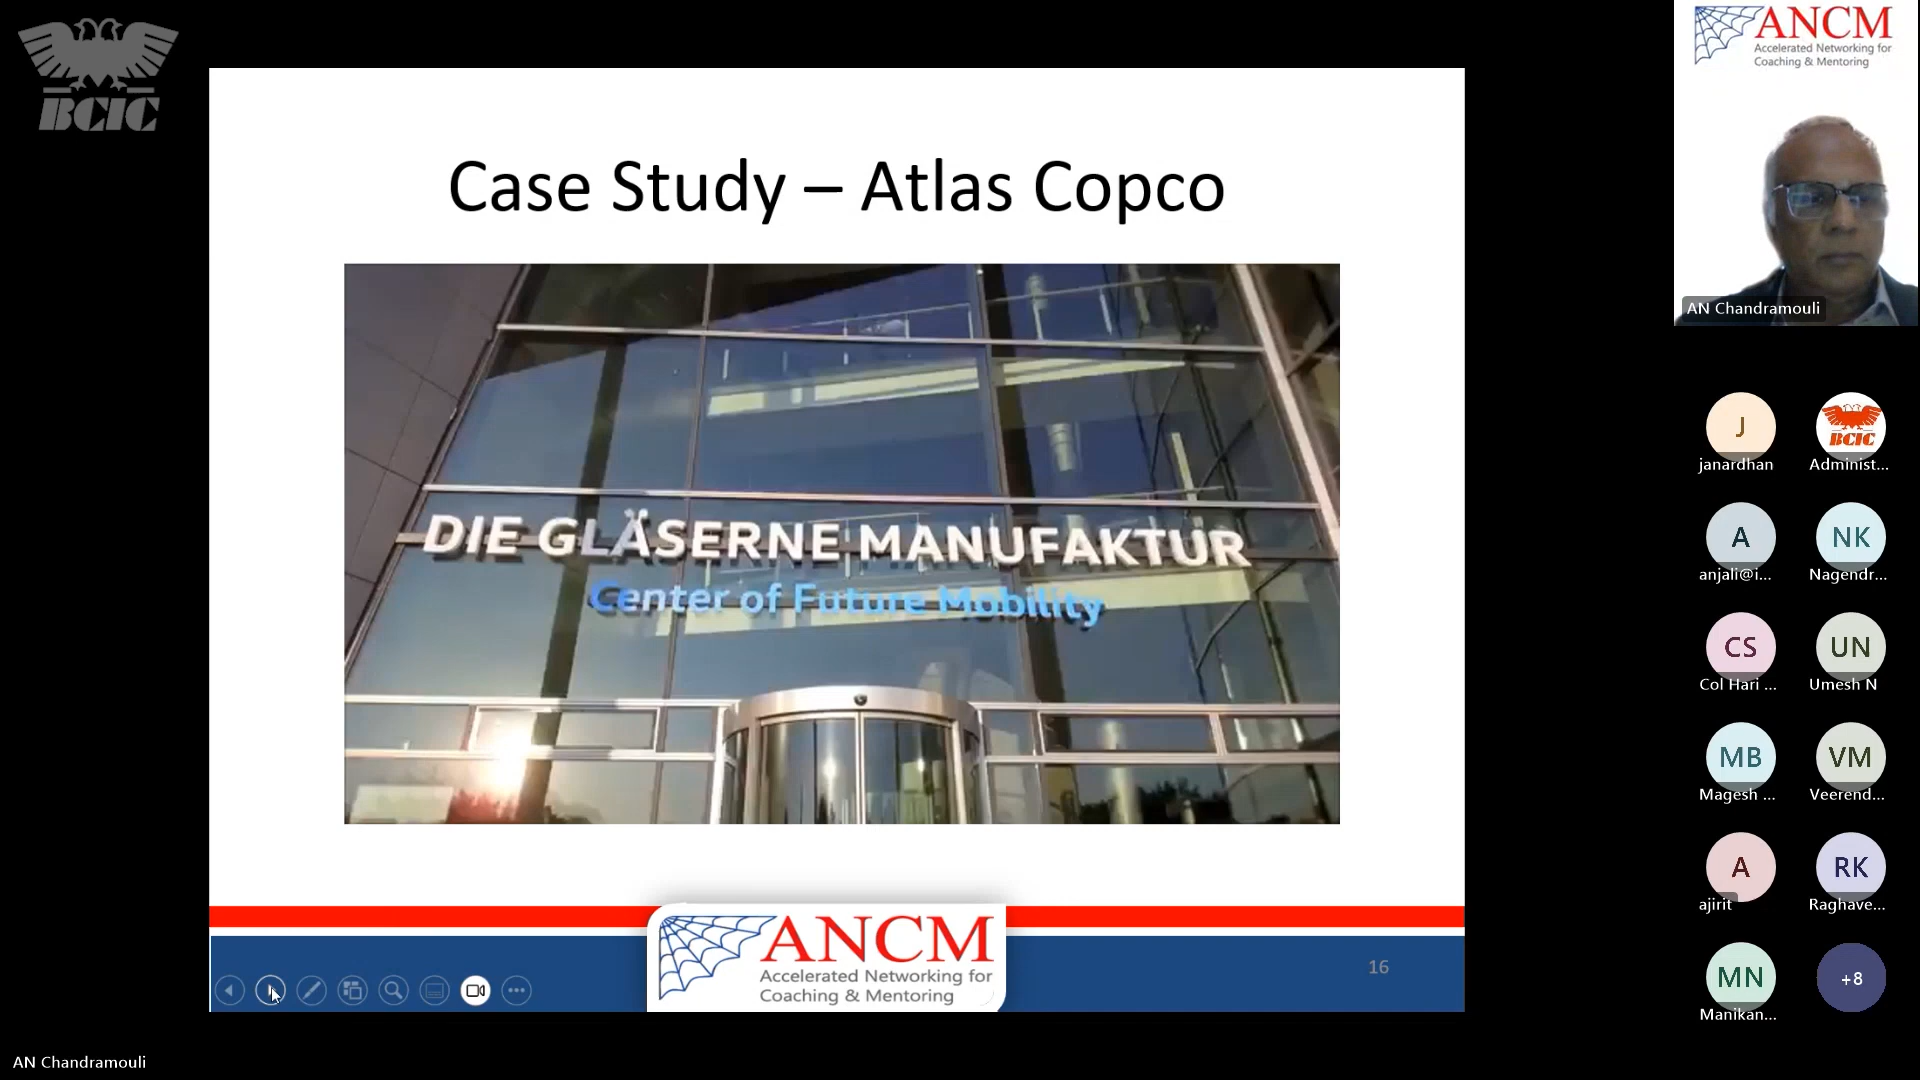 BCIC
Case Study – Atlas Copco
DIE GLÄSERNE MANUFAKTUR
Center of Future Mobility
ANCM
Accelerated Networking for
Coaching & Mentoring
16
AN Chandramouli
ANCM
Accelerated Networking for
Coaching & Mentoring
AN Chandramouli
J
janardhan
BCIC
Administ...
A
anjali@i...
NK
Nagendr...
CS
Col Hari ...
UN
Umesh N
MB
Magesh ...
VM
Veerend...
A
ajirit
RK
Raghave...
MN
Manikan...
+8